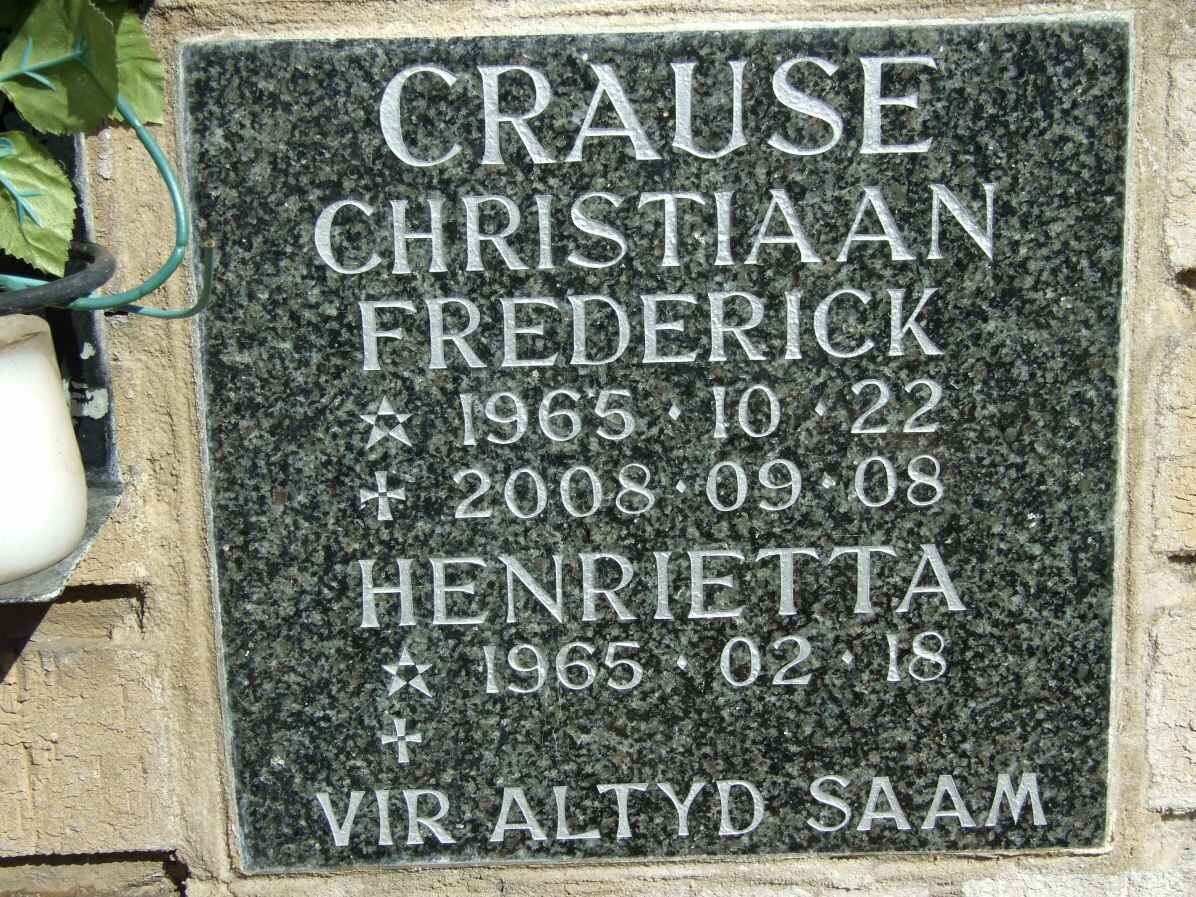 CRAUSE
CHRISTIAAN
FREDERICK
★ 1965 · 10 · 22
✝ 2008 · 09 · 08
HENRIETTA
★ 1965 · 02 · 18
✝
VIR ALTYD SAAM